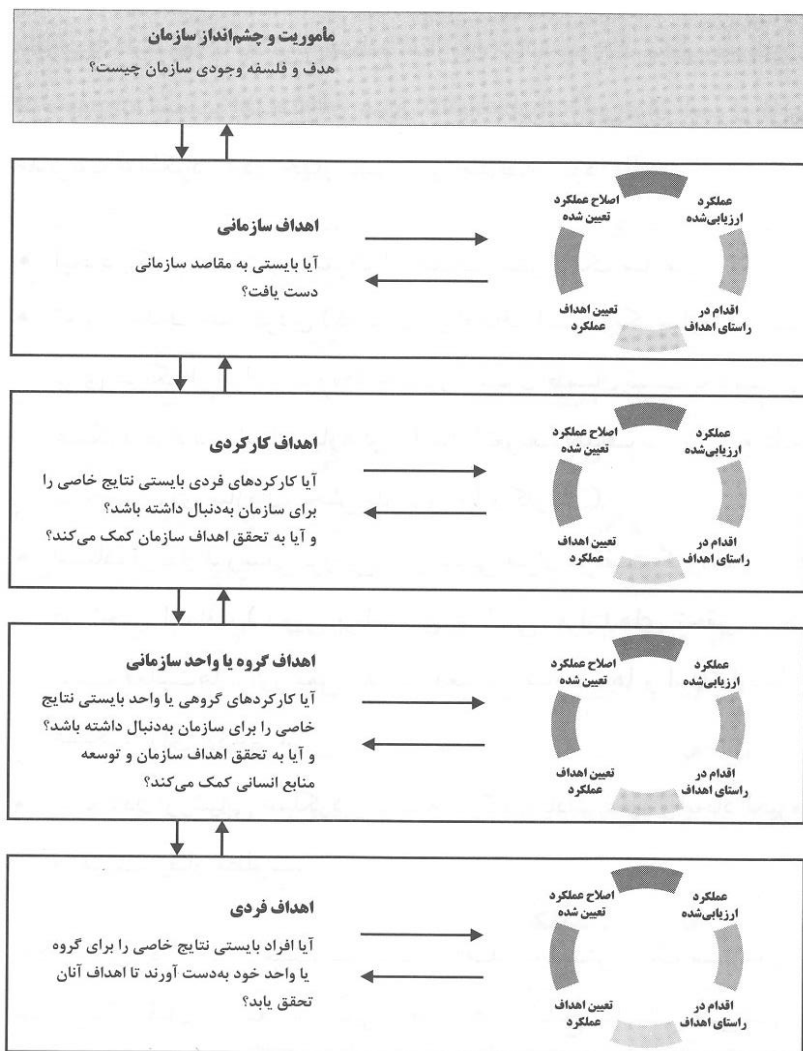 مأموریت و چشم‌انداز سازمان
هدف و فلسفه وجودی سازمان چیست؟
اهداف سازمانی
آیا بایستی به مقاصد سازمانی
دست یافت؟
اصلاح عملکرد
تعیین شده
عملکرد
ارزیابی‌شده
تعیین اهداف
عملکرد
اقدام در
راستای اهداف
اهداف کارکردی
آیا کارکردهای فردی بایستی نتایج خاصی را
برای سازمان به‌دنبال داشته باشد؟
و آیا به تحقق اهداف سازمان کمک می‌کند؟
اصلاح عملکرد
تعیین شده
عملکرد
ارزیابی‌شده
تعیین اهداف
عملکرد
اقدام در
راستای اهداف
اهداف گروه یا واحد سازمانی
آیا کارکردهای گروهی یا واحد بایستی نتایج
خاصی را برای سازمان به‌دنبال داشته باشد؟
و آیا به تحقق اهداف سازمان و توسعه
منابع انسانی کمک می‌کند؟
اصلاح عملکرد
تعیین شده
عملکرد
ارزیابی‌شده
تعیین اهداف
عملکرد
اقدام در
راستای اهداف
اهداف فردی
آیا افراد بایستی نتایج خاصی را برای گروه
یا واحد خود به‌دست آورند تا اهداف آنان
تحقق یابد؟
اصلاح عملکرد
تعیین شده
عملکرد
ارزیابی‌شده
تعیین اهداف
عملکرد
اقدام در
راستای اهداف